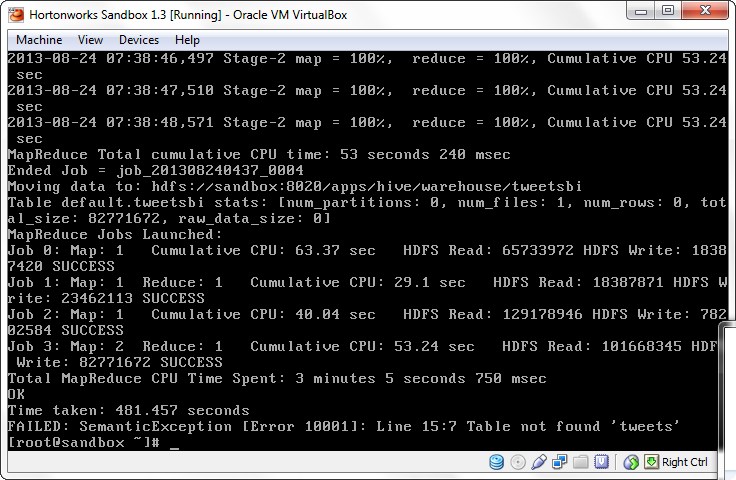 Hortonworks Sandbox 1.3 [Running] - Oracle VM VirtualBox
Machine View Devices Help
2013-08-24 07:38:46,497 Stage-2 map = 100%,  reduce = 100%, Cumulative CPU 53.24
 sec
2013-08-24 07:38:47,510 Stage-2 map = 100%,  reduce = 100%, Cumulative CPU 53.24
 sec
2013-08-24 07:38:48,571 Stage-2 map = 100%,  reduce = 100%, Cumulative CPU 53.24
 sec
MapReduce Total cumulative CPU time: 53 seconds 240 msec
Ended Job = job_201308240437_0004
Moving data to: hdfs://sandbox:8020/apps/hive/warehouse/tweetsbi
Table default.tweetsbi stats: [num_partitions: 0, num_files: 1, num_rows: 0, tot
al_size: 82771672, raw_data_size: 0]
MapReduce Jobs Launched:
Job 0: Map: 1   Cumulative CPU: 63.37 sec   HDFS Read: 65733972 HDFS Write: 1838
7420 SUCCESS
Job 1: Map: 1  Reduce: 1   Cumulative CPU: 29.1 sec   HDFS Read: 18387871 HDFS W
rite: 23462113 SUCCESS
Job 2: Map: 1   Cumulative CPU: 40.04 sec   HDFS Read: 129178946 HDFS Write: 782
02584 SUCCESS
Job 3: Map: 2  Reduce: 1   Cumulative CPU: 53.24 sec   HDFS Read: 101668345 HDF
 Write: 82771672 SUCCESS
Total MapReduce CPU Time Spent: 3 minutes 5 seconds 750 msec
OK
Time taken: 481.457 seconds
FAILED: SemanticException [Error 10001]: Line 15:7 Table not found 'tweets'
[root@sandbox ~]# _
Right Ctrl